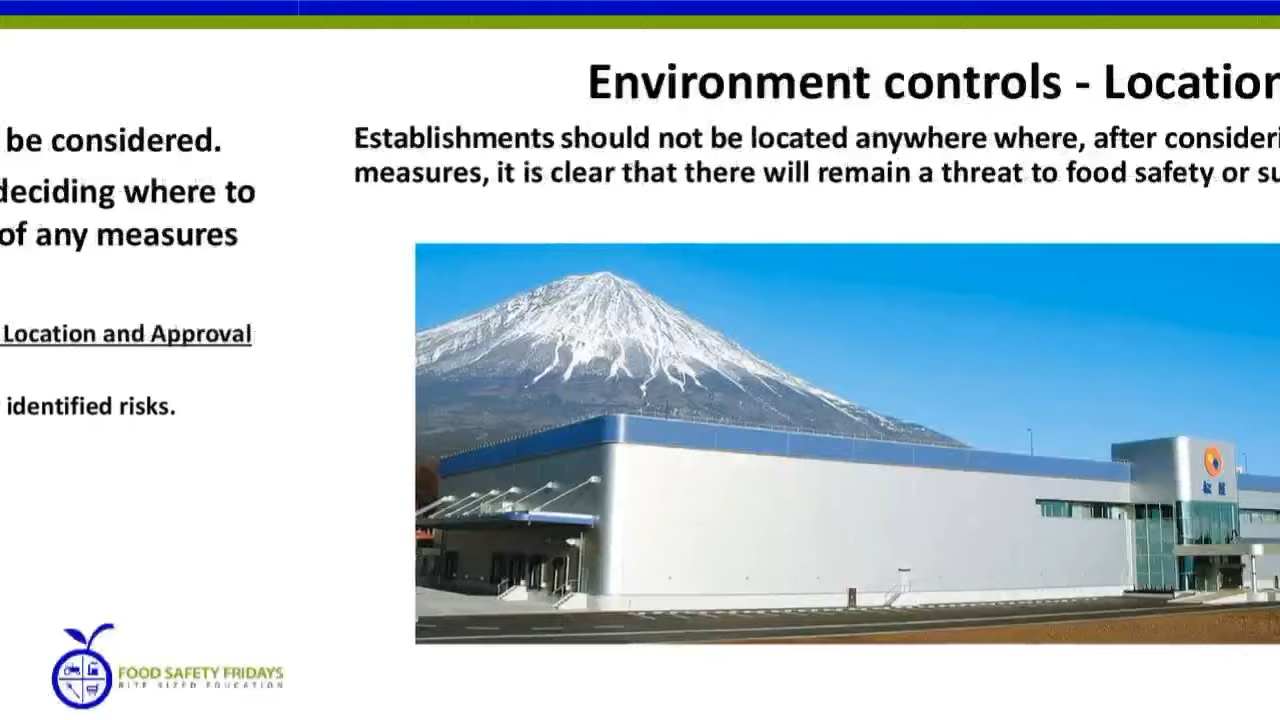 be considered.
deciding where to
of any measures
Location and Approval
identified risks.
Environment controls - Location
Establishments should not be located anywhere where, after consideri
measures, it is clear that there will remain a threat to food safety or su
FOOD SAFETY FRIDAYS
BITE SIZED EDUCATION